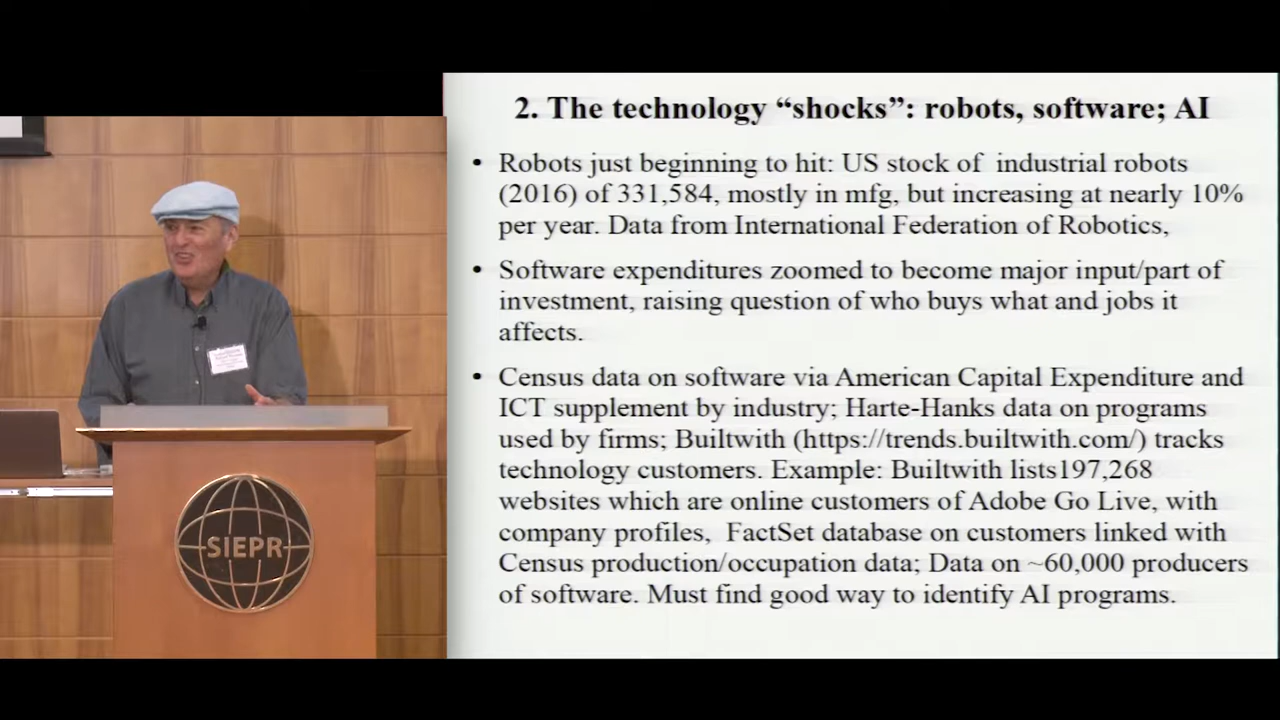 2. The technology “shocks”: robots, software; AI
• Robots just beginning to hit: US stock of industrial robots
(2016) of 331,584, mostly in mfg, but increasing at nearly 10%
per year. Data from International Federation of Robotics,
• Software expenditures zoomed to become major input/part of
investment, raising question of who buys what and jobs it
affects.
• Census data on software via American Capital Expenditure and
ICT supplement by industry; Harte-Hanks data on programs
used by firms; Builtwith (https://trends.builtwith.com/) tracks
technology customers. Example: Builtwith lists197,268
websites which are online customers of Adobe Go Live, with
company profiles, FactSet database on customers linked with
Census production/occupation data; Data on ~60,000 producers
of software. Must find good way to identify AI programs.
SIEPR